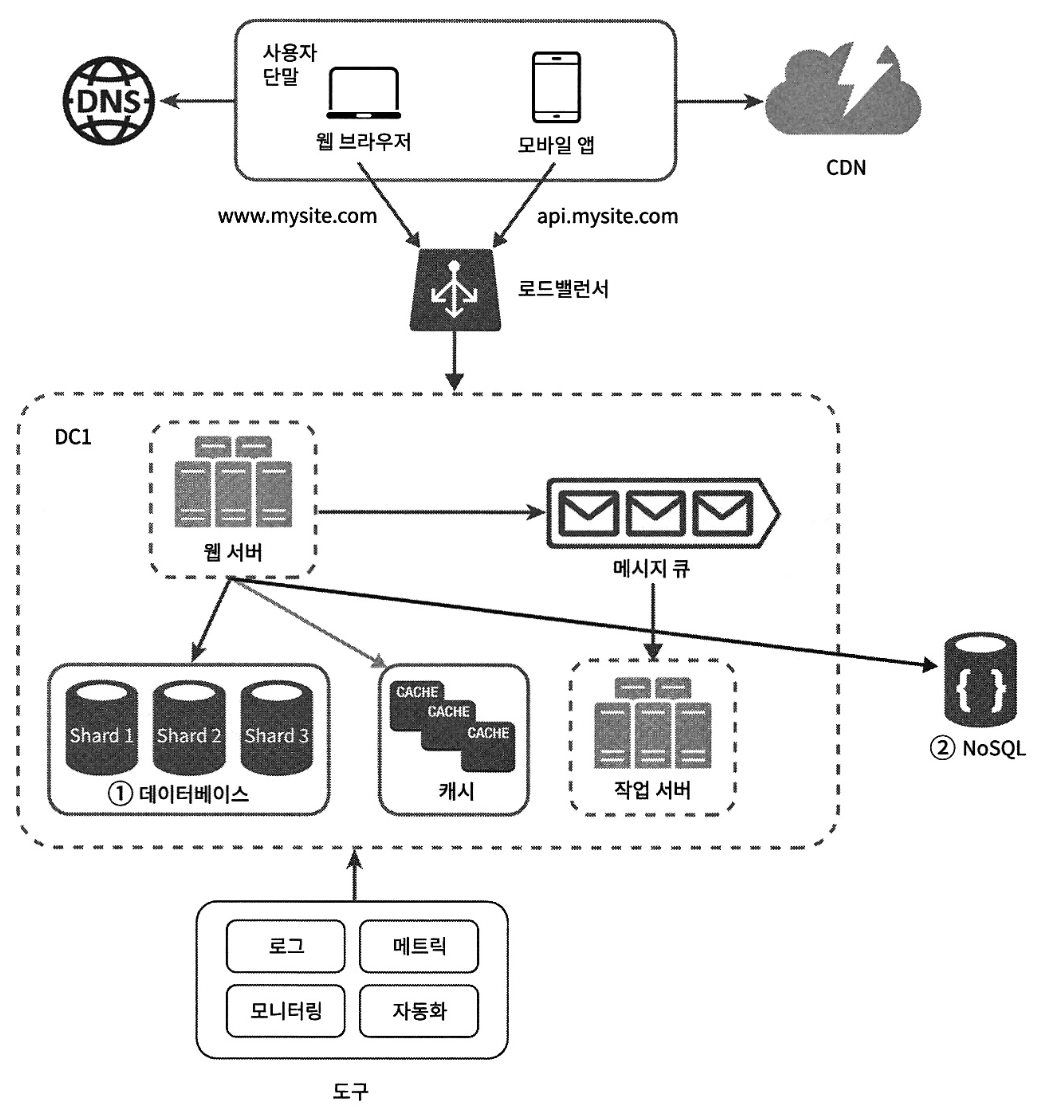 사용자
단말
DNS
웹 브라우저
모바일 앱
CDN
www.mysite.com
api.mysite.com
로드밸런서
DC1
웹 서버
메시지 큐
Shard 1
Shard 2
Shard 3
① 데이터베이스
CACHE
CACHE
CACHE
캐시
작업 서버
{ }
② NoSQL
로그
메트릭
모니터링
자동화
도구